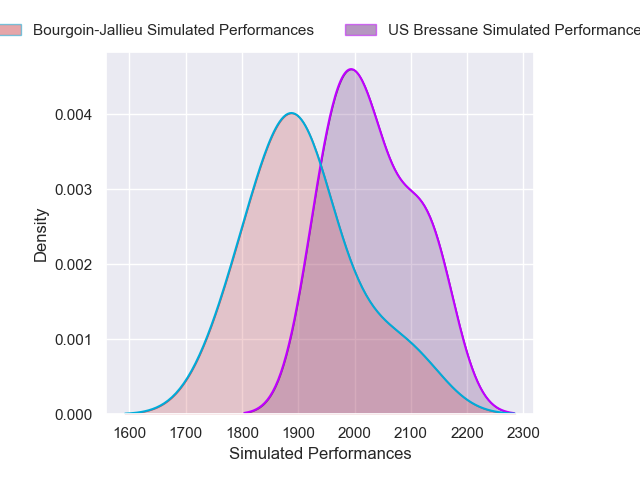 Bourgoin-Jallieu Simulated Performances
US Bressane Simulated Performance
0.004
0.003
0.002
0.001
0.000
Density
1600 1700 1800 1900 2000 2100 2200 2300
Simulated Performances